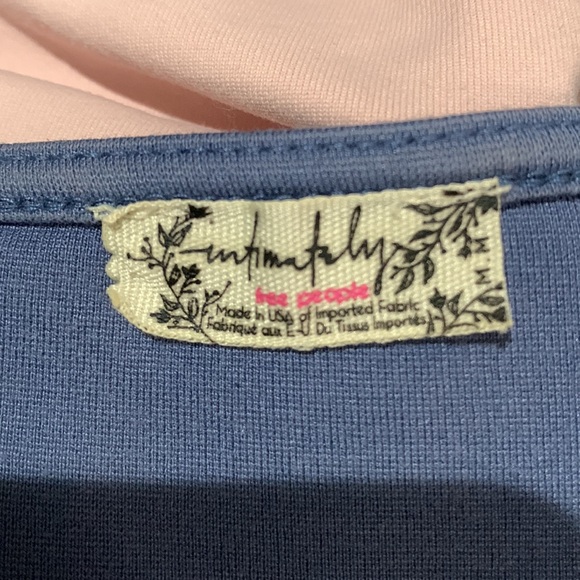 intimately
free people
Made in USA of Imported Fabric
Fabriqué aux E-U Du Tissus Importés
M M